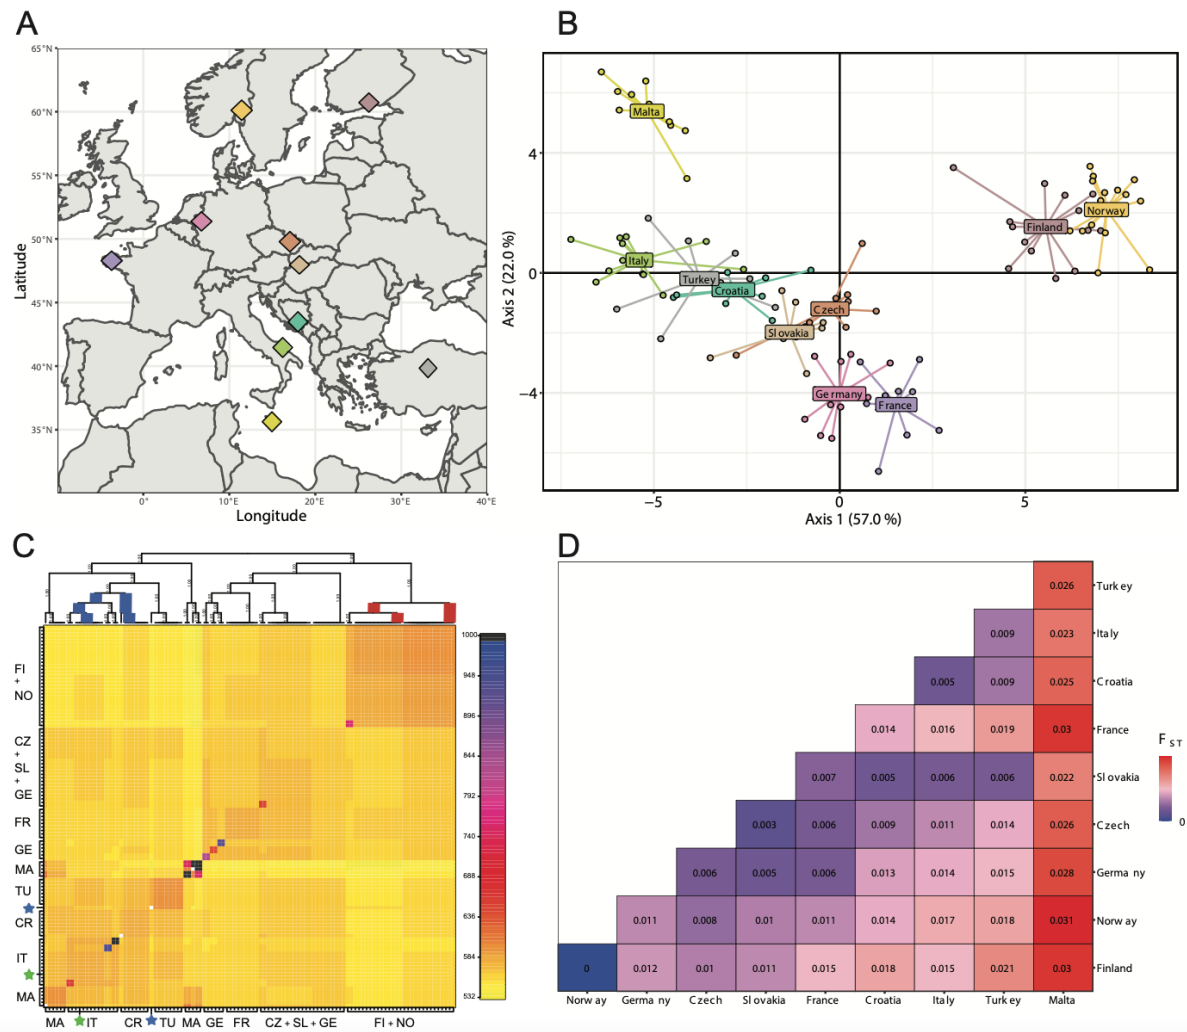 A
65°N
60°N
55°N
50°N
45°N
40°N
35°N
Latitude
0°
10°E
20°E
30°E
40°E
Longitude
B
4
0
−4
Axis 2 (22.0 %)
−5
0
5
Axis 1 (57.0 %)
Malta
Norway
Finland
Italy
Turkey
Croatia
Czech
Slovakia
Germany
France
C
FI
+
NO
CZ
+
SL
+
GE
FR
GE
MA
TU
CR
IT
MA
MA IT CR TU MA GE FR CZ + SL + GE FI + NO
1000
948
896
844
792
740
688
636
584
532
D
0.026 Turkey
0.009 0.023 Italy
0.005 0.009 0.025 Croatia
0.014 0.016 0.019 0.03 France
0.007 0.005 0.006 0.006 0.022 Slovakia
0.003 0.006 0.009 0.011 0.014 0.026 Czech
0.006 0.005 0.006 0.013 0.014 0.015 0.028 Germany
0.011 0.008 0.01 0.011 0.014 0.017 0.018 0.031 Norway
0 0.012 0.01 0.011 0.015 0.018 0.015 0.021 0.03 Finland
Norway Germany Czech Slovakia France Croatia Italy Turkey Malta
FST
0